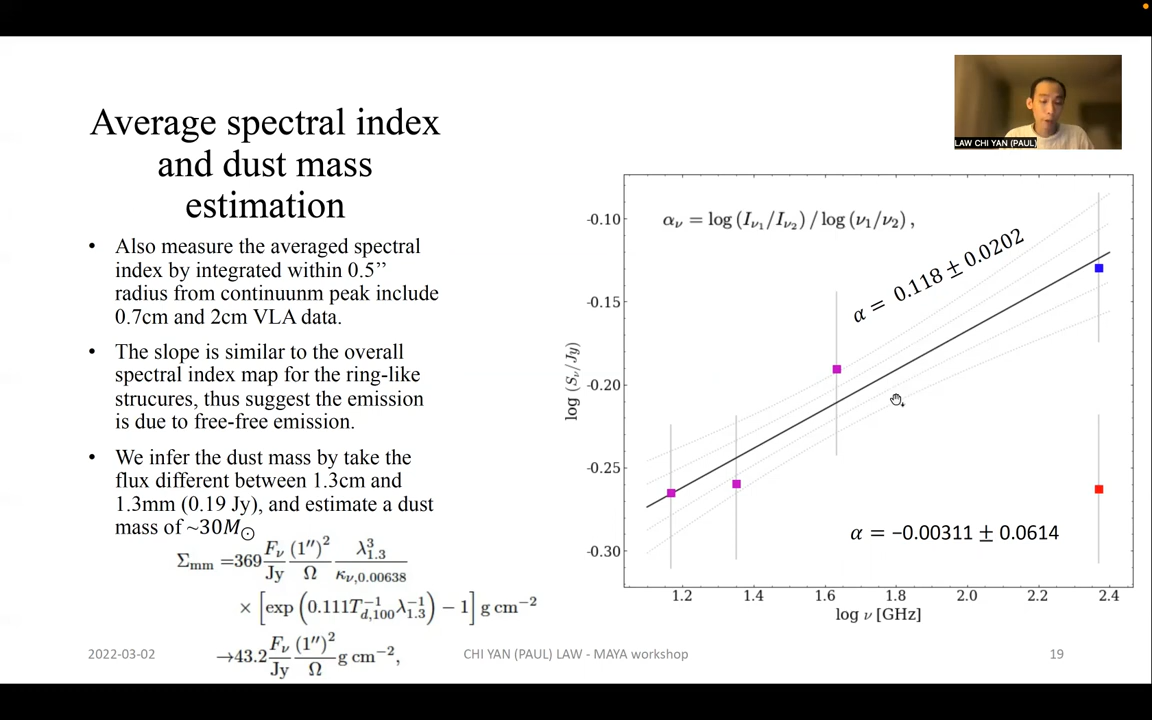 Average spectral index
and dust mass
estimation
• Also measure the averaged spectral
index by integrated within 0.5’’
radius from continuunm peak include
0.7cm and 2cm VLA data.
• The slope is similar to the overall
spectral index map for the ring-like
strucures, thus suggest the emission
is due to free-free emission.
• We infer the dust mass by take the
flux different between 1.3cm and
1.3mm (0.19 Jy), and estimate a dust
mass of ~30M⊙
Σmm =369 Fν/Jy (1′′)²/Ω λ³1.3/κν,0.00638
× [exp (0.111T⁻¹d,100 λ⁻¹1.3) − 1] g cm⁻²
→43.2 Fν/Jy (1′′)²/Ω g cm⁻²,
LAW CHI YAN (PAUL)
αν = log (Iν1/Iν2) / log (ν1/ν2) ,
α = 0.118 ± 0.0202
α = −0.00311 ± 0.0614
log (Sν/Jy)
-0.10
-0.15
-0.20
-0.25
-0.30
1.2 1.4 1.6 1.8 2.0 2.2 2.4
log ν [GHz]
2022-03-02 CHI YAN (PAUL) LAW - MAYA workshop 19